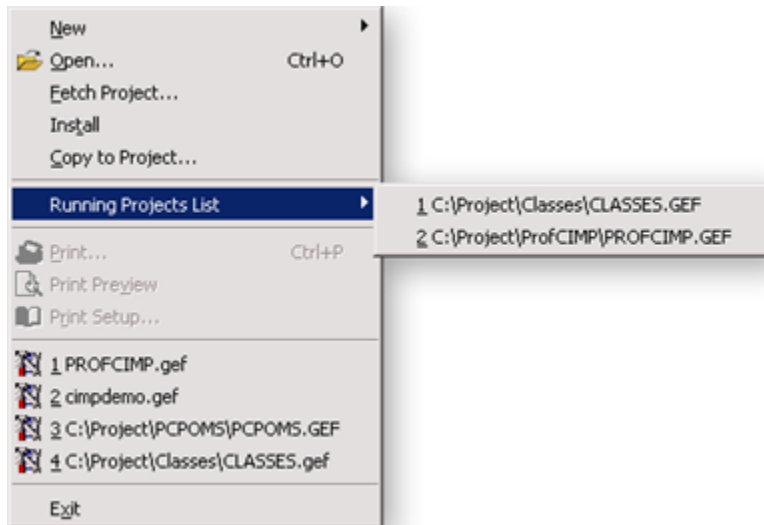 New
Open... Ctrl+O
Fetch Project...
Install
Copy to Project...
Running Projects List
1 C:\Project\Classes\CLASSES.GEF
2 C:\Project\ProfCIMP\PROFCIMP.GEF
Print... Ctrl+P
Print Preview
Print Setup...
1 PROFCIMP.gef
2 cimpdemo.gef
3 C:\Project\PCPOMS\PCPOMS.GEF
4 C:\Project\Classes\CLASSES.gef
Exit